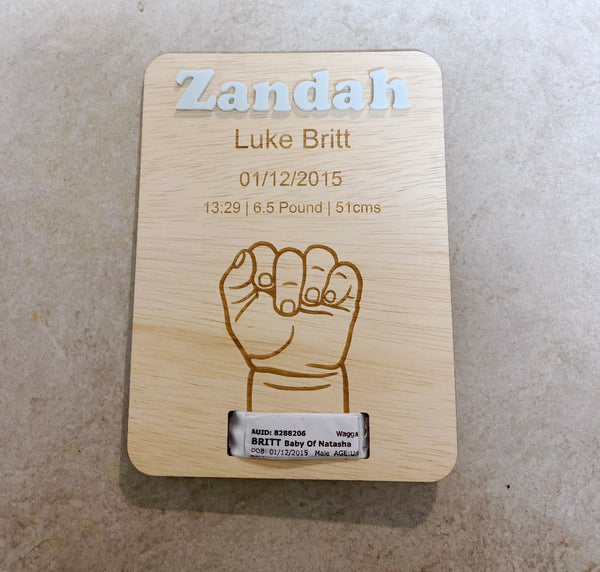 Zandah
Luke Britt
01/12/2015
13:29 | 6.5 Pound | 51cms
AUID: 8288206 Wagga
BRITT Baby Of Natasha
DOB: 01/12/2015 Male AGE: